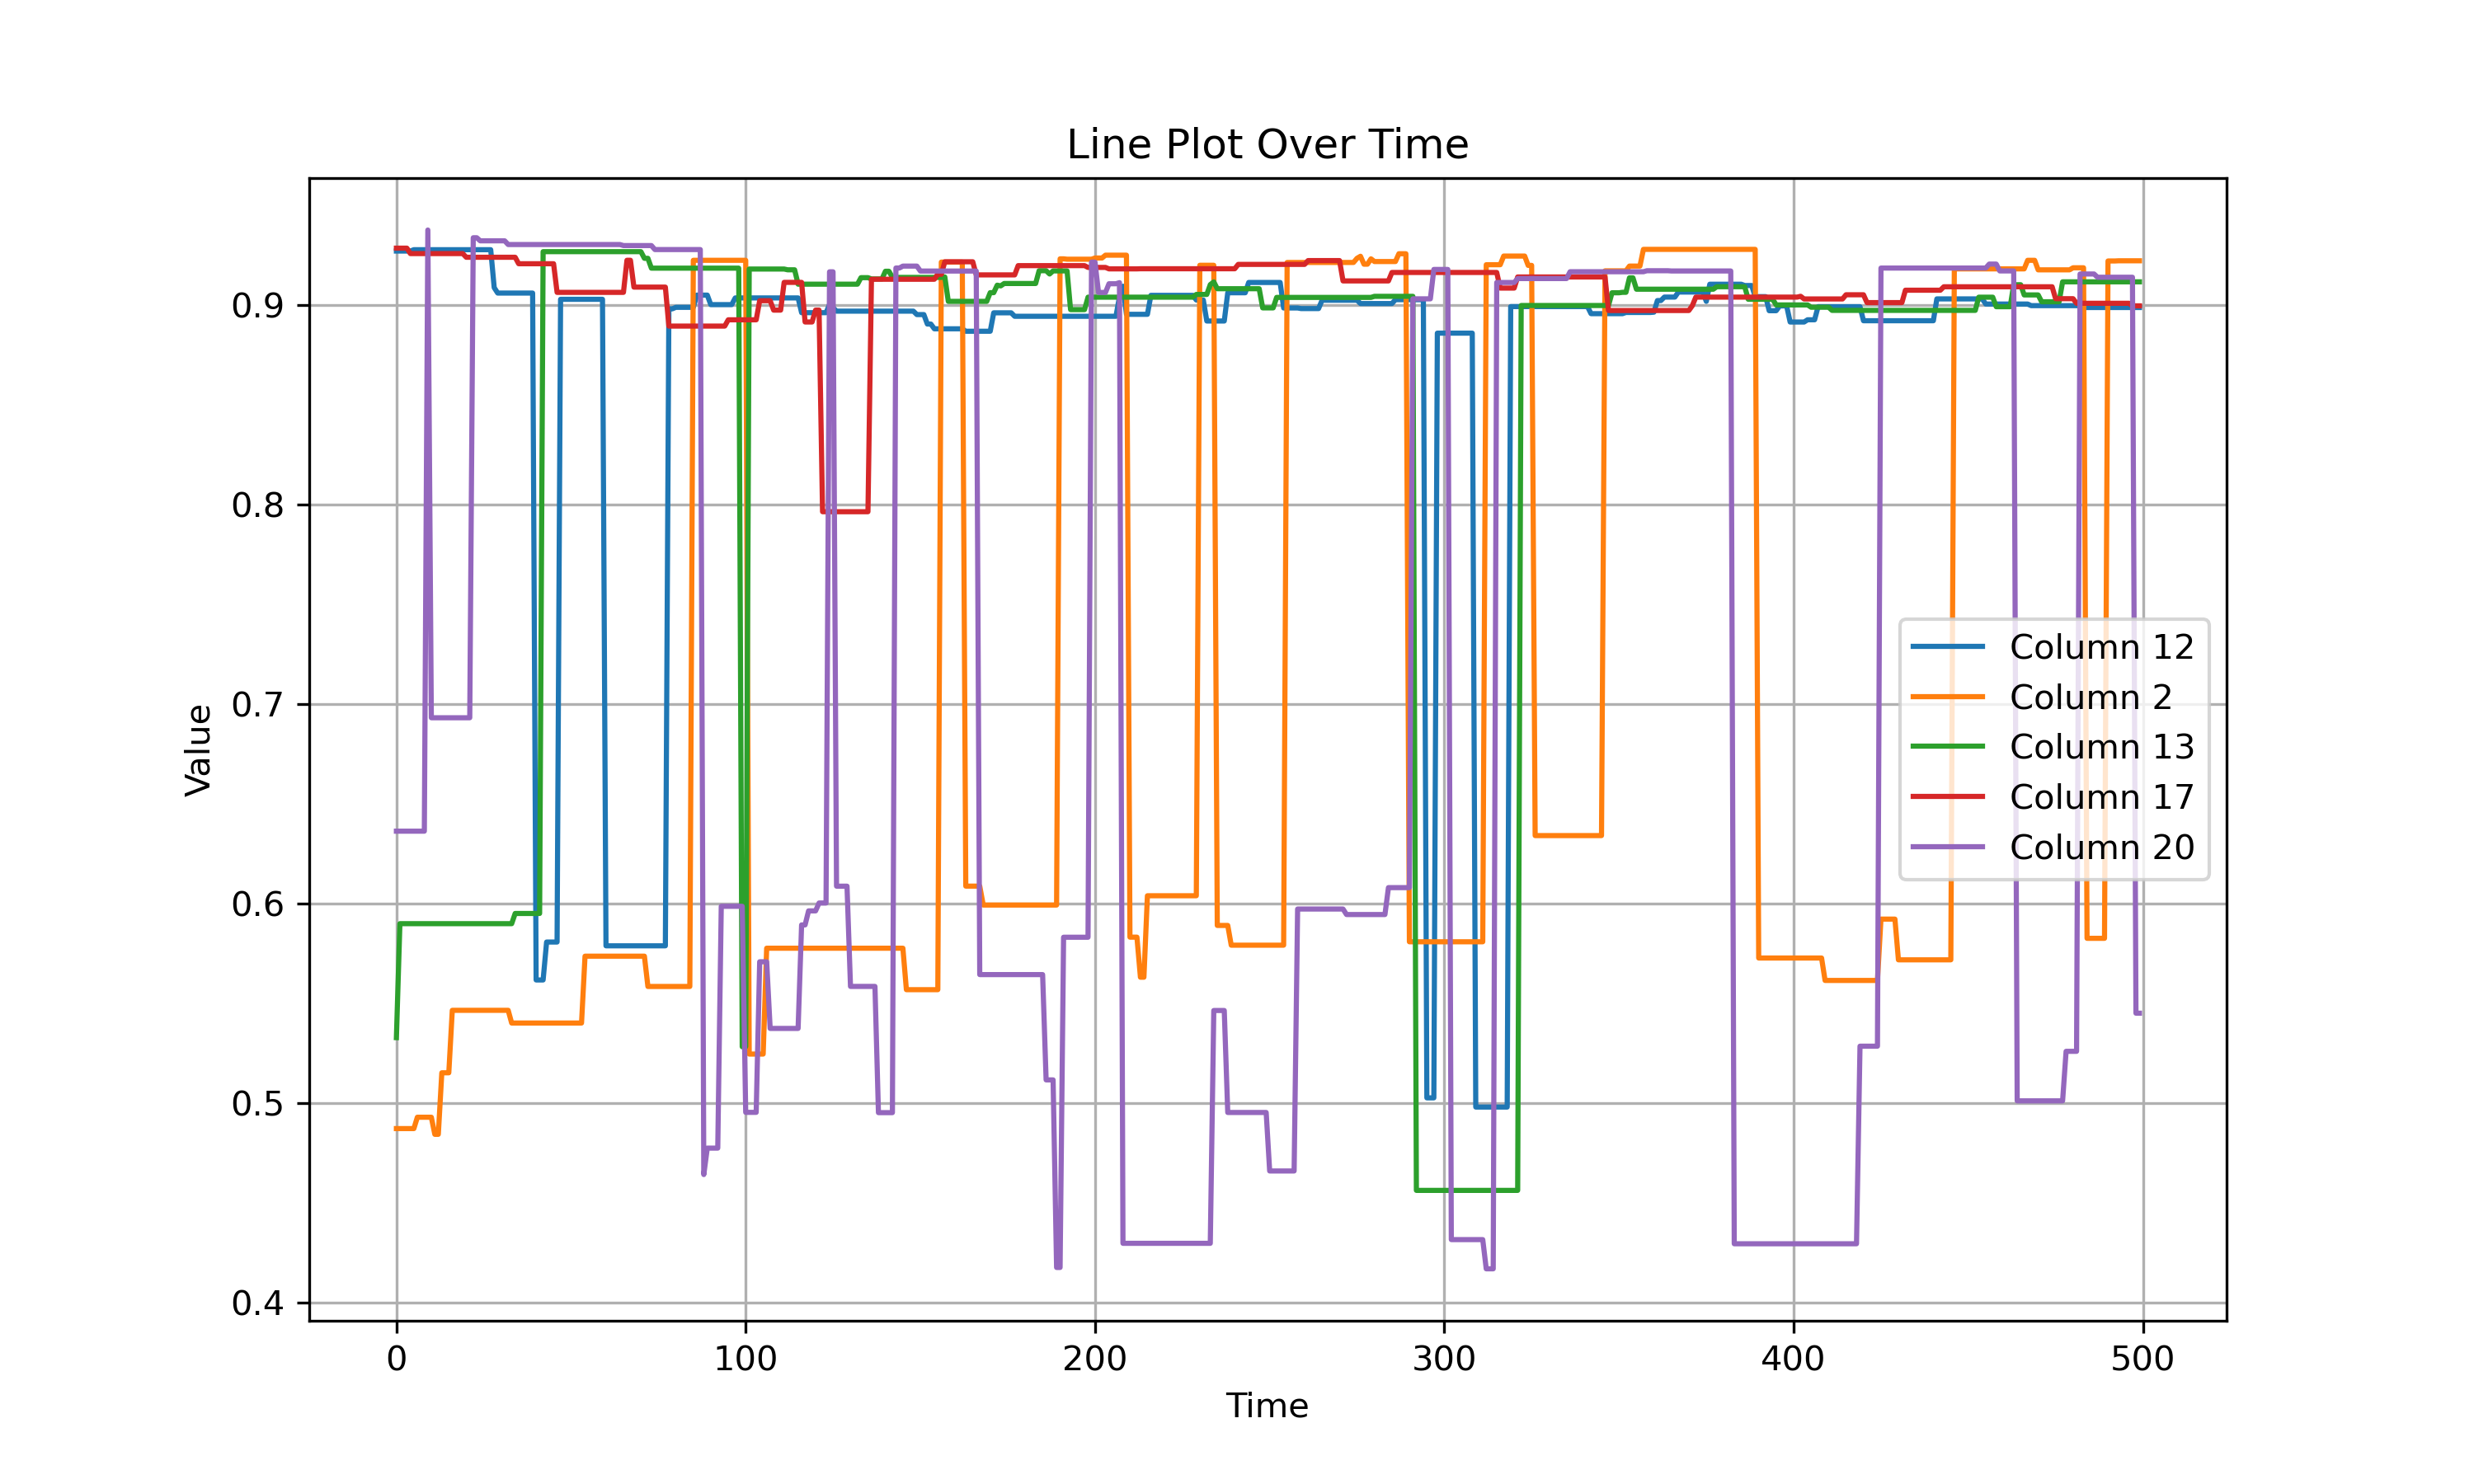 Line Plot Over Time
Value
0.9
0.8
0.7
0.6
0.5
0.4
Column 12
Column 2
Column 13
Column 17
Column 20
0 100 200 300 400 500
Time